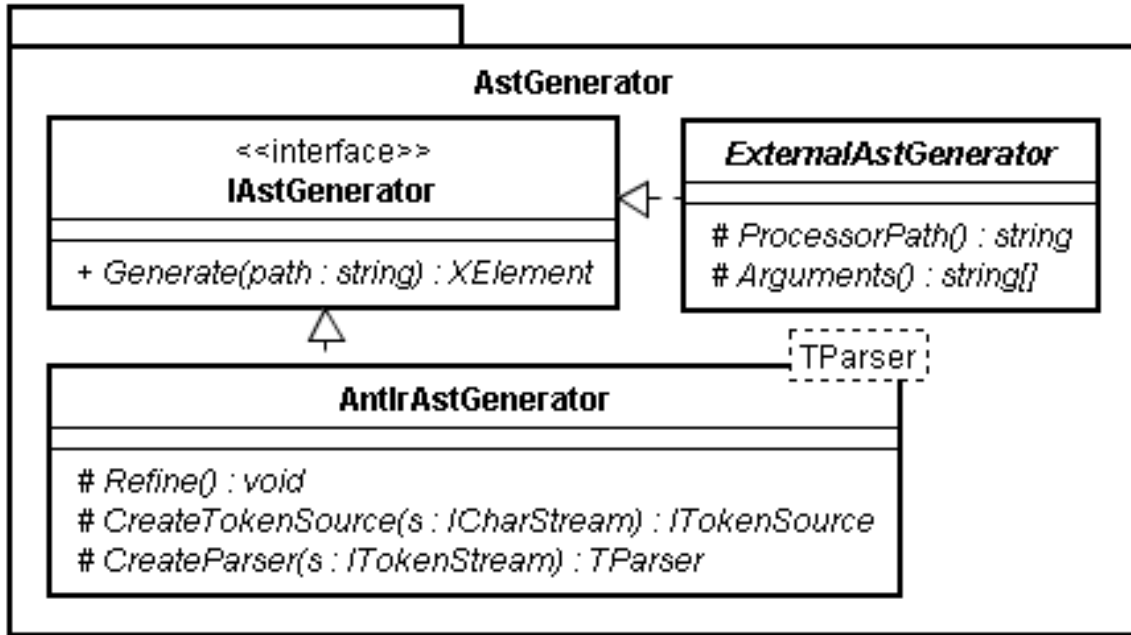 AstGenerator
<<interface>>
IAstGenerator
+ Generate(path : string) : XElement
ExternalAstGenerator
# ProcessorPath() : string
# Arguments() : string[]
TParser
AntlrAstGenerator
# Refine() : void
# CreateTokenSource(s : ICharStream) : ITokenSource
# CreateParser(s : ITokenStream) : TParser